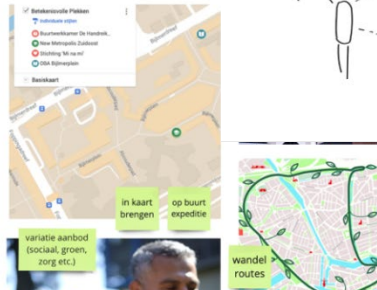 Betekenisvolle Plekken
Individuele stijlen
Buurtwerkkamer De Handreik...
New Metropolis Zuidoost
Stichting 'Mi na mi'
OBA Bijlmerplein
Basiskaart
in kaart
brengen
op buurt
expeditie
variatie aanbod
(sociaal, groen,
zorg etc.)
wandel
routes